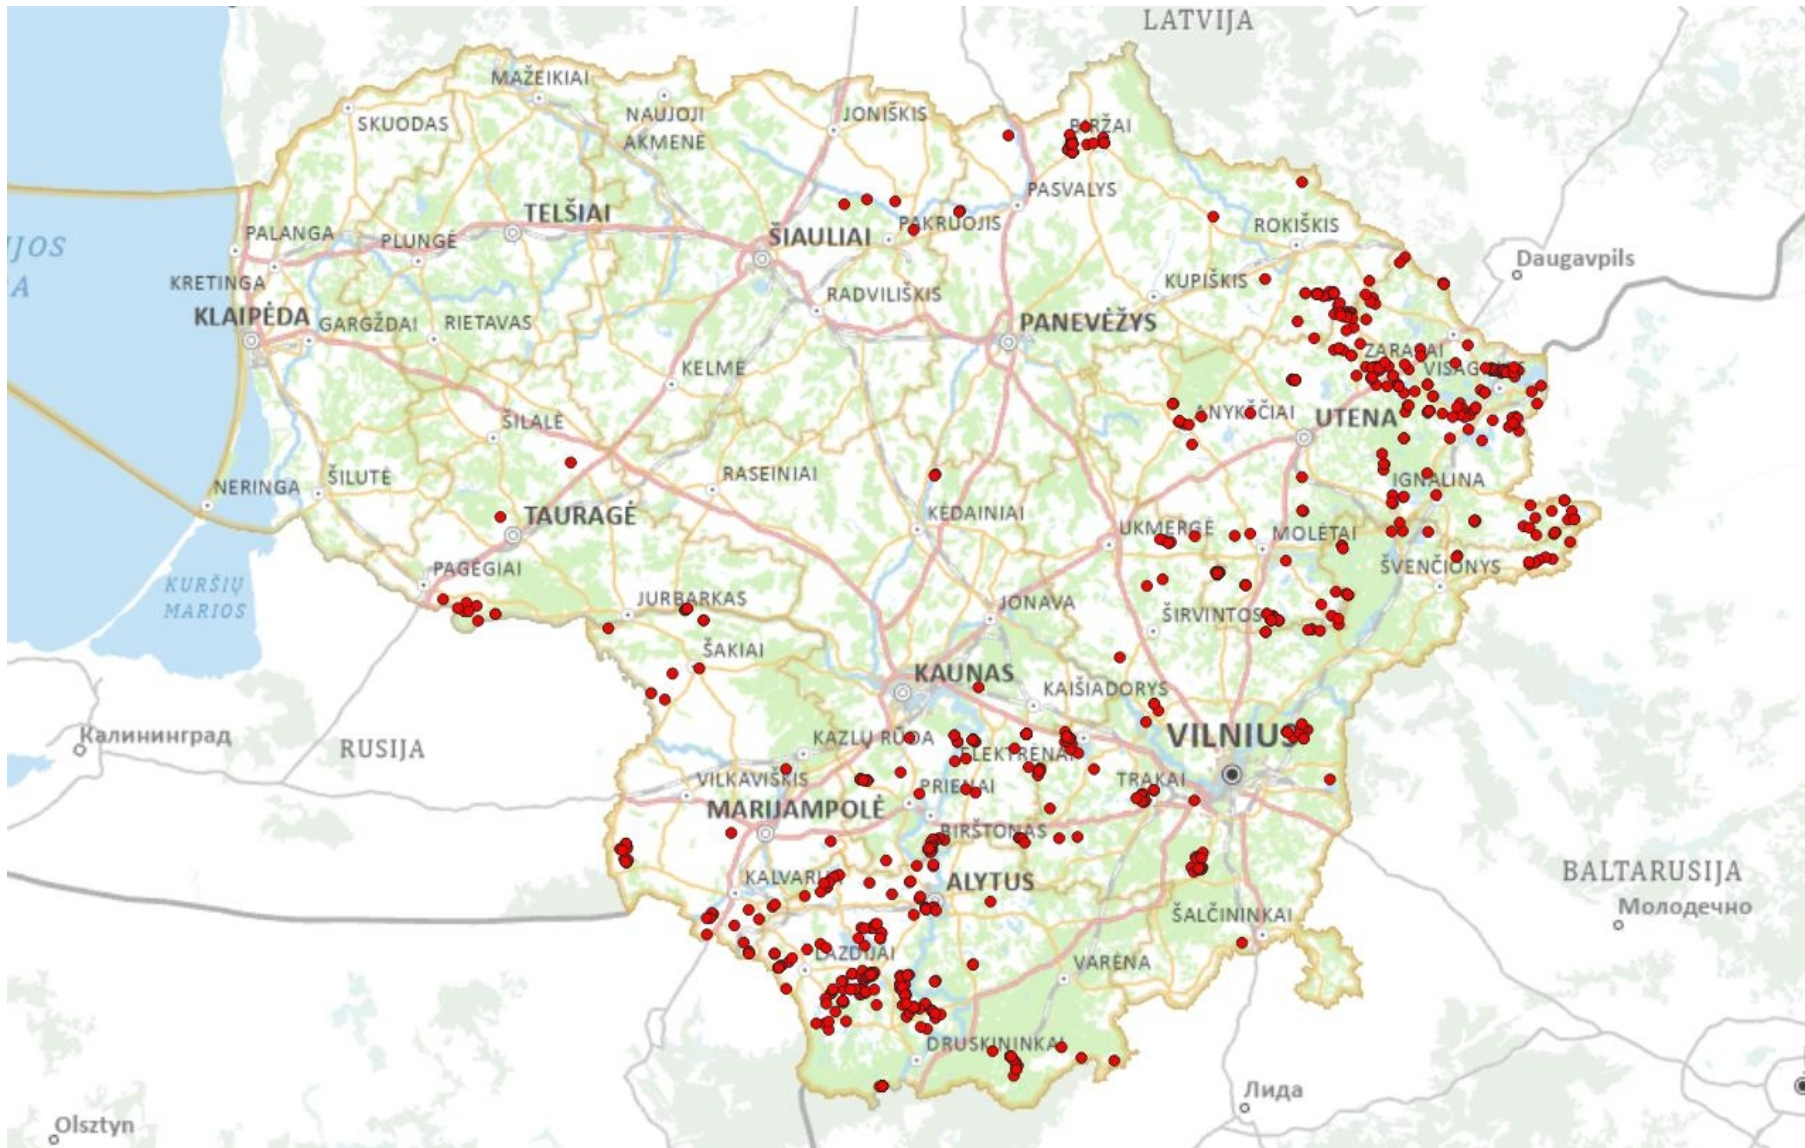 LATVIJA
MAŽEIKIAI
SKUODAS
NAUJOJI
AKMENE
JONIŠKIS
BIRŽAI
PASVALYS
TELŠIAI
PALANGA
PLUNGĖ
ŠIAULIAI
PAKRUOJIS
ROKIŠKIS
UJOS
A
Daugavpils
KRETINGA
RADVILIŠKIS
KUPIŠKIS
KLAIPĖDA
GARGŽDAI
RIETAVAS
PANEVĖŽYS
ZARASAI
KELMĖ
ŠILALĖ
ANYKŠČIAI
UTENA
NERINGA
ŠILUTĖ
RASEINIAI
IGNALINA
TAURAGĖ
KĖDAINIAI
UKMERGĖ
MOLĖTAI
PAGĖGIAI
ŠVENČIONYS
KURŠIŲ
MARIOS
JURBARKAS
JONAVA
ŠIRVINTOS
ŠAKIAI
KAUNAS
KAIŠIADORYS
Калининград
RUSIJA
KAZLŲ RŪDA
ELEKTRĖNAI
VILNIUS
VILKAVIŠKIS
PRIENAI
TRAKAI
MARIJAMPOLĖ
BIRŠTONAS
KALVARIJA
ALYTUS
BALTARUSIJA
ŠALČININKAI
Молодечно
LAZDIJAI
VARĖNA
DRUSKININKAI
Лида
Olsztyn